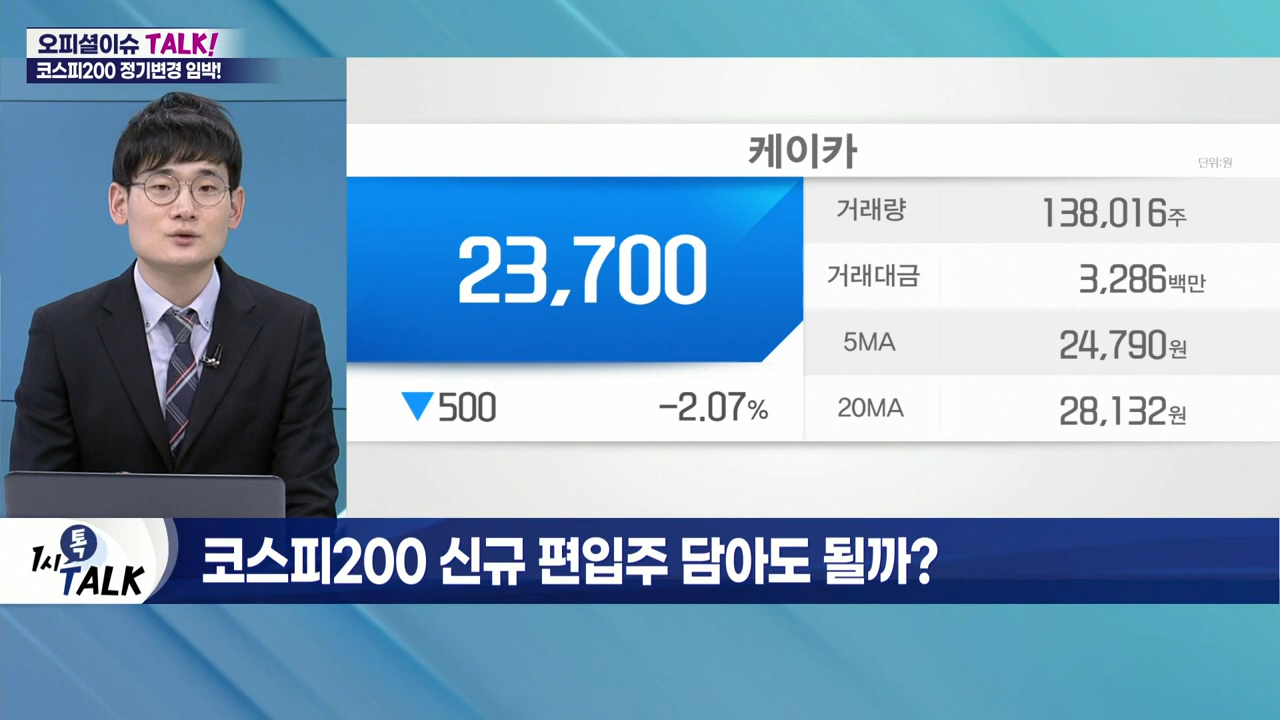 오피셜이슈 TALK!
코스피200 정기변경 임박!
케이카
단위:원
23,700
▼500 -2.07%
거래량 138,016주
거래대금 3,286백만
5MA 24,790원
20MA 28,132원
1시톡 TALK
코스피200 신규 편입주 담아도 될까?